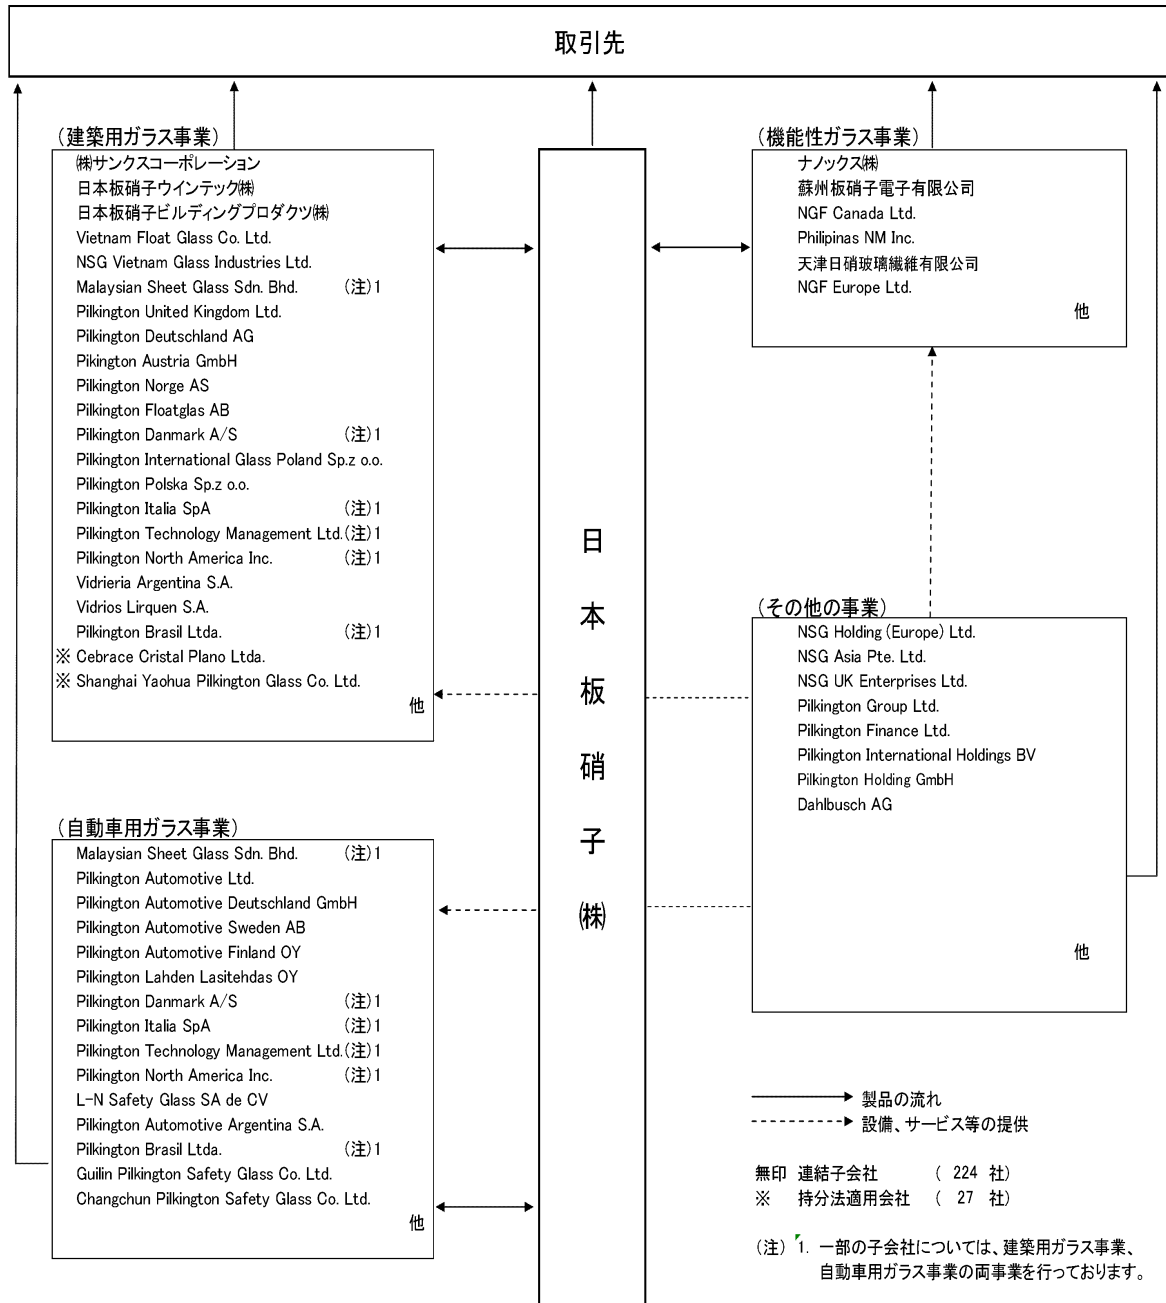 取引先
(建築用ガラス事業)
㈱サンクスコーポレーション
日本板硝子ウインテック㈱
日本板硝子ビルディングプロダクツ㈱
Vietnam Float Glass Co. Ltd.
NSG Vietnam Glass Industries Ltd.
Malaysian Sheet Glass Sdn. Bhd. (注)1
Pilkington United Kingdom Ltd.
Pilkington Deutschland AG
Pikington Austria GmbH
Pilkington Norge AS
Pilkington Floatglas AB
Pilkington Danmark A/S (注)1
Pilkington International Glass Poland Sp.z o.o.
Pilkington Polska Sp.z o.o.
Pilkington Italia SpA (注)1
Pilkington Technology Management Ltd.(注)1
Pilkington North America Inc. (注)1
Vidrieria Argentina S.A.
Vidrios Lirquen S.A.
Pilkington Brasil Ltda. (注)1
※ Cebrace Cristal Plano Ltda.
※ Shanghai Yaohua Pilkington Glass Co. Ltd.
他
(自動車用ガラス事業)
Malaysian Sheet Glass Sdn. Bhd. (注)1
Pilkington Automotive Ltd.
Pilkington Automotive Deutschland GmbH
Pilkington Automotive Sweden AB
Pilkington Automotive Finland OY
Pilkington Lahden Lasitehdas OY
Pilkington Danmark A/S (注)1
Pilkington Italia SpA (注)1
Pilkington Technology Management Ltd.(注)1
Pilkington North America Inc. (注)1
L-N Safety Glass SA de CV
Pilkington Automotive Argentina S.A.
Pilkington Brasil Ltda. (注)1
Guilin Pilkington Safety Glass Co. Ltd.
Changchun Pilkington Safety Glass Co. Ltd.
他
日本板硝子㈱
(機能性ガラス事業)
ナノックス㈱
蘇州板硝子電子有限公司
NGF Canada Ltd.
Philipinas NM Inc.
天津日硝玻璃繊維有限公司
NGF Europe Ltd.
他
(その他の事業)
NSG Holding (Europe) Ltd.
NSG Asia Pte. Ltd.
NSG UK Enterprises Ltd.
Pilkington Group Ltd.
Pilkington Finance Ltd.
Pilkington International Holdings BV
Pilkington Holding GmbH
Dahlbusch AG
他
製品の流れ
設備、サービス等の提供
無印 連結子会社 ( 224 社)
※ 持分法適用会社 ( 27 社)
(注) 1. 一部の子会社については、建築用ガラス事業、
自動車用ガラス事業の両事業を行っております。